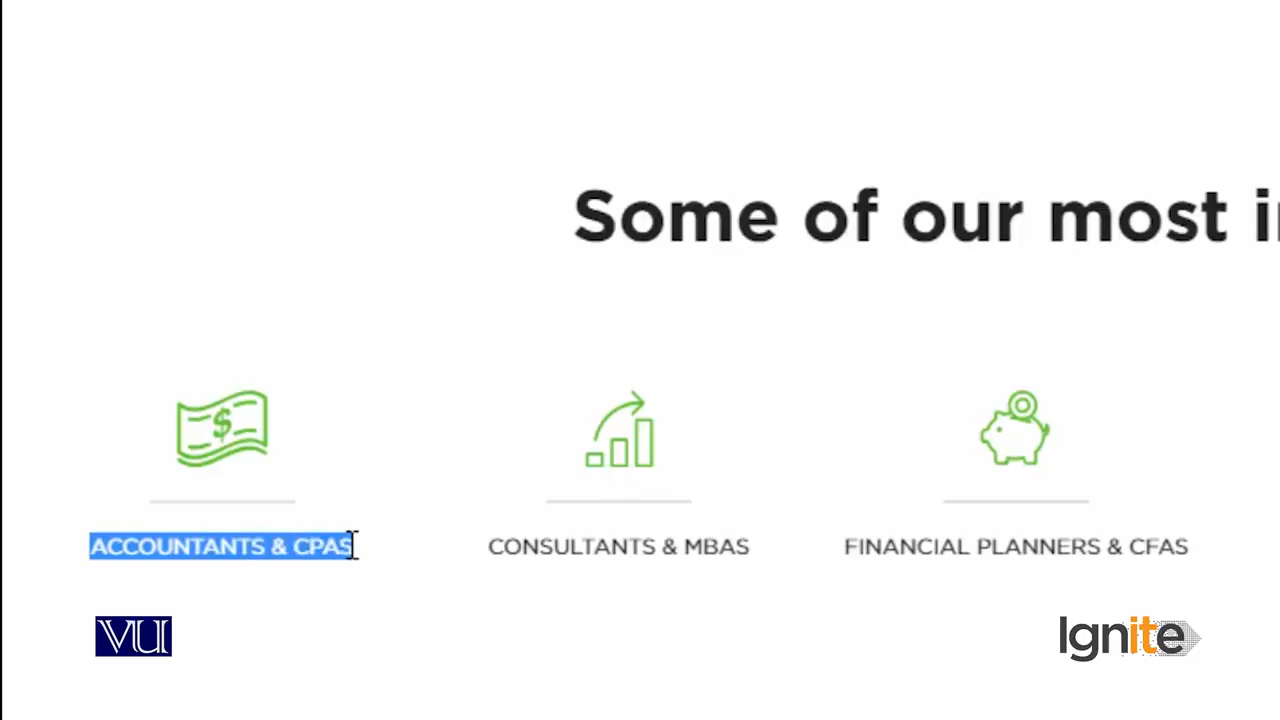 Some of our most i
$
ACCOUNTANTS & CPAS
CONSULTANTS & MBAS
FINANCIAL PLANNERS & CFAS
VU
Ignite